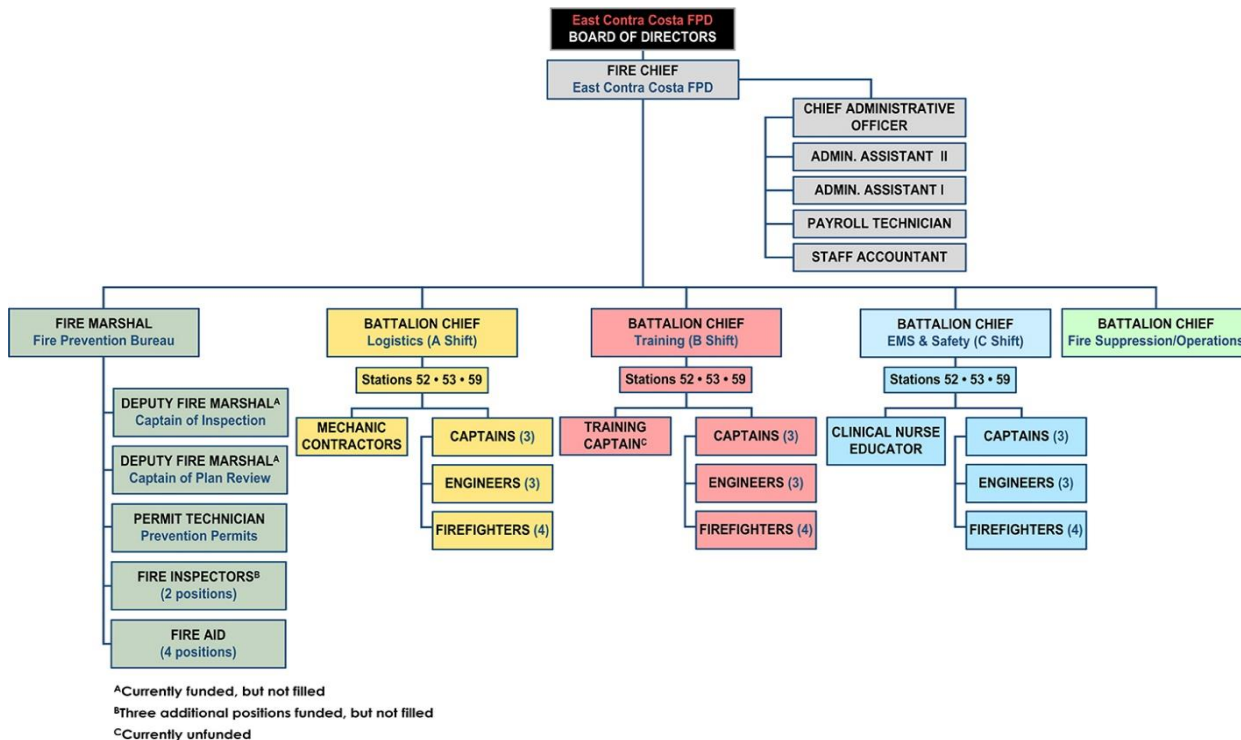 East Contra Costa FPD
BOARD OF DIRECTORS
FIRE CHIEF
East Contra Costa FPD
CHIEF ADMINISTRATIVE
OFFICER
ADMIN. ASSISTANT II
ADMIN. ASSISTANT I
PAYROLL TECHNICIAN
STAFF ACCOUNTANT
FIRE MARSHAL
Fire Prevention Bureau
DEPUTY FIRE MARSHALᴬ
Captain of Inspection
DEPUTY FIRE MARSHALᴬ
Captain of Plan Review
PERMIT TECHNICIAN
Prevention Permits
FIRE INSPECTORSᴮ
(2 positions)
FIRE AID
(4 positions)
BATTALION CHIEF
Logistics (A Shift)
Stations 52 • 53 • 59
MECHANIC
CONTRACTORS
CAPTAINS (3)
ENGINEERS (3)
FIREFIGHTERS (4)
BATTALION CHIEF
Training (B Shift)
Stations 52 • 53 • 59
TRAINING
CAPTAINᶜ
CAPTAINS (3)
ENGINEERS (3)
FIREFIGHTERS (4)
BATTALION CHIEF
EMS & Safety (C Shift)
Stations 52 • 53 • 59
CLINICAL NURSE
EDUCATOR
CAPTAINS (3)
ENGINEERS (3)
FIREFIGHTERS (4)
BATTALION CHIEF
Fire Suppression/Operations
ᴬCurrently funded, but not filled
ᴮThree additional positions funded, but not filled
ᶜCurrently unfunded